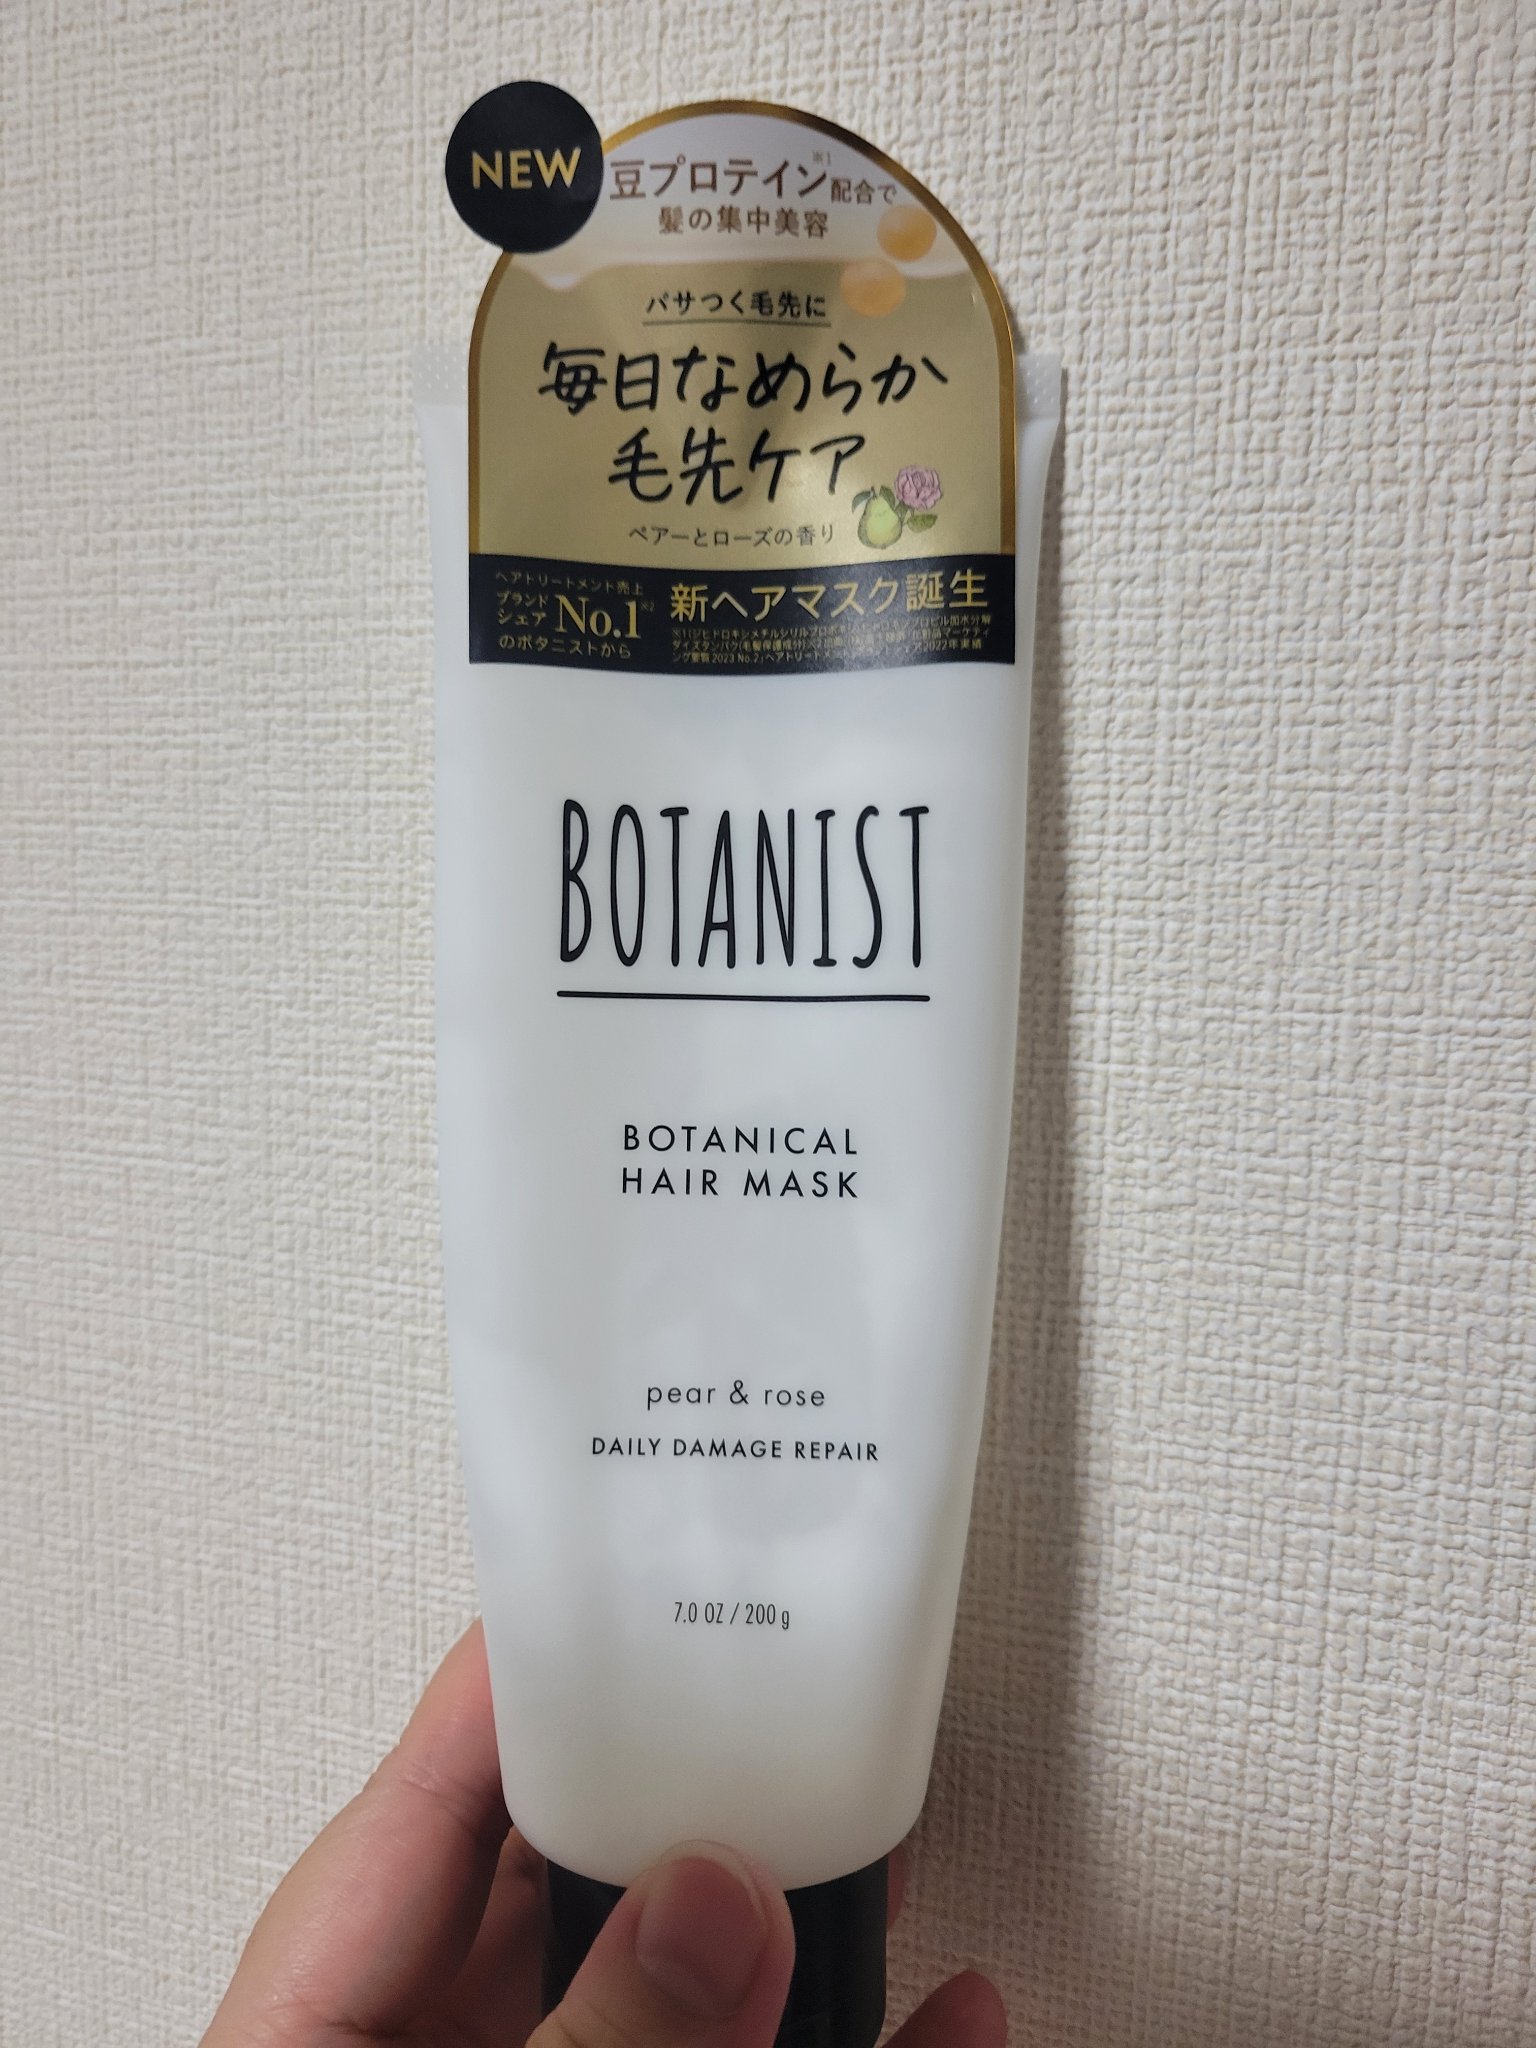 NEW
豆プロテイン※1配合で
髪の集中美容
パサつく毛先に
毎日なめらか
毛先ケア
ペアーとローズの香り
ヘアトリートメント売上
ブランド
シェア No.1※2
のボタニストから
新ヘアマスク誕生
BOTANIST
BOTANICAL
HAIR MASK
pear & rose
DAILY DAMAGE REPAIR
7.0 OZ / 200 g